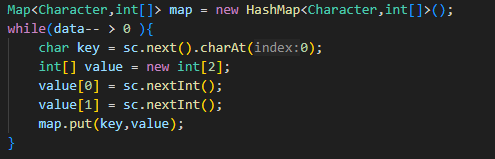 Map<Character,int[]> map = new HashMap<Character,int[]>();
while(data-- > 0 ){
char key = sc.next().charAt(index:0);
int[] value = new int[2];
value[0] = sc.nextInt();
value[1] = sc.nextInt();
map.put(key,value);
}